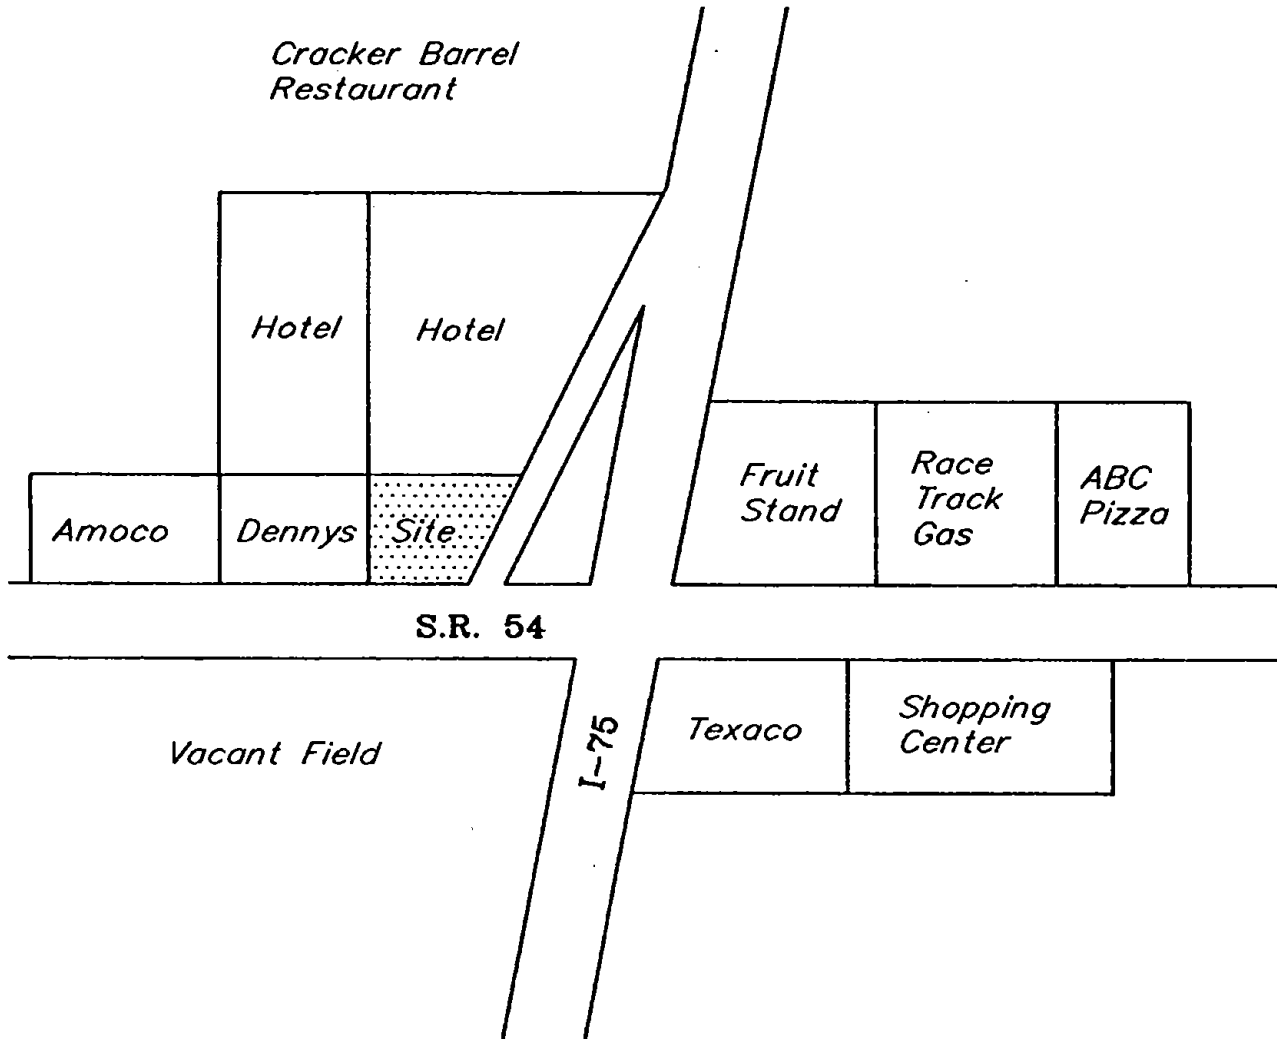 Cracker Barrel
Restaurant
Hotel
Hotel
Amoco
Dennys
Site
Fruit
Stand
Race
Track
Gas
ABC
Pizza
S.R. 54
Vacant Field
I-75
Texaco
Shopping
Center